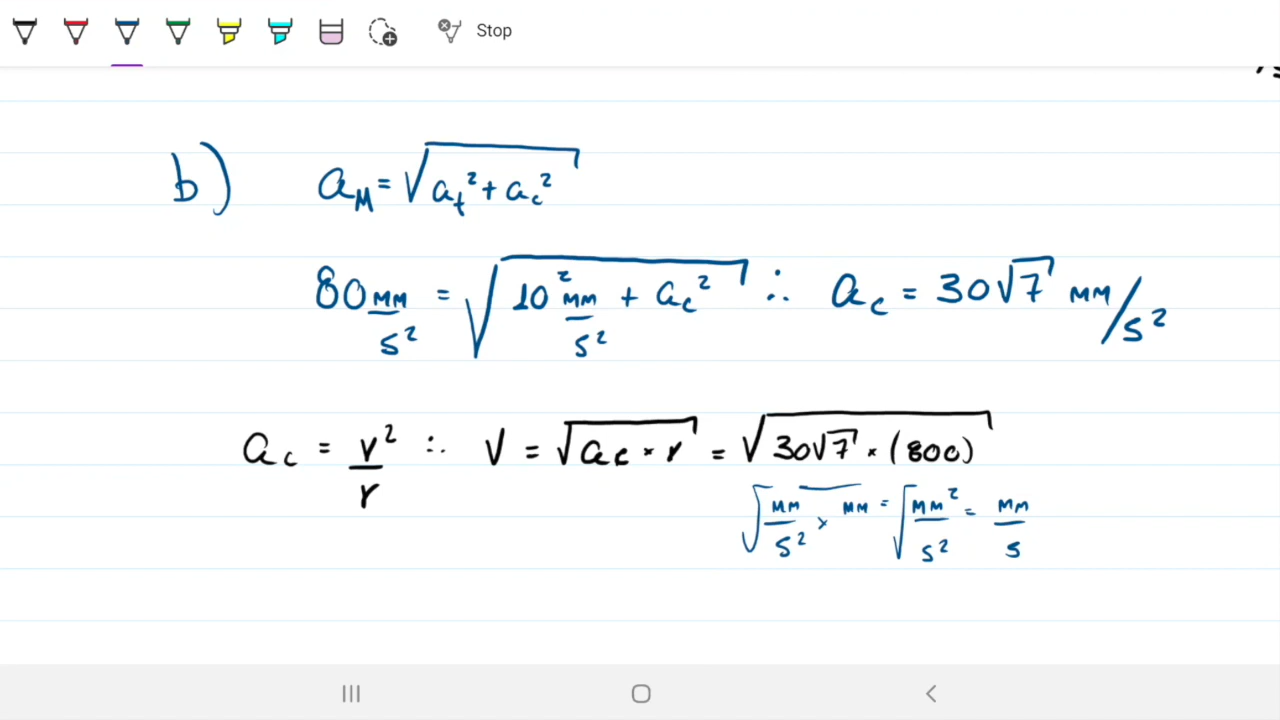 Stop
b) a_M = √(a_t² + a_c²)
80 mm/s² = √(10² mm/s² + a_c²) ∴ a_c = 30√7 mm/s²
a_c = v²/r ∴ V = √(a_c × r) = √(30√7 × (800))
√(mm/s² × mm) = √(mm²/s²) = mm/s